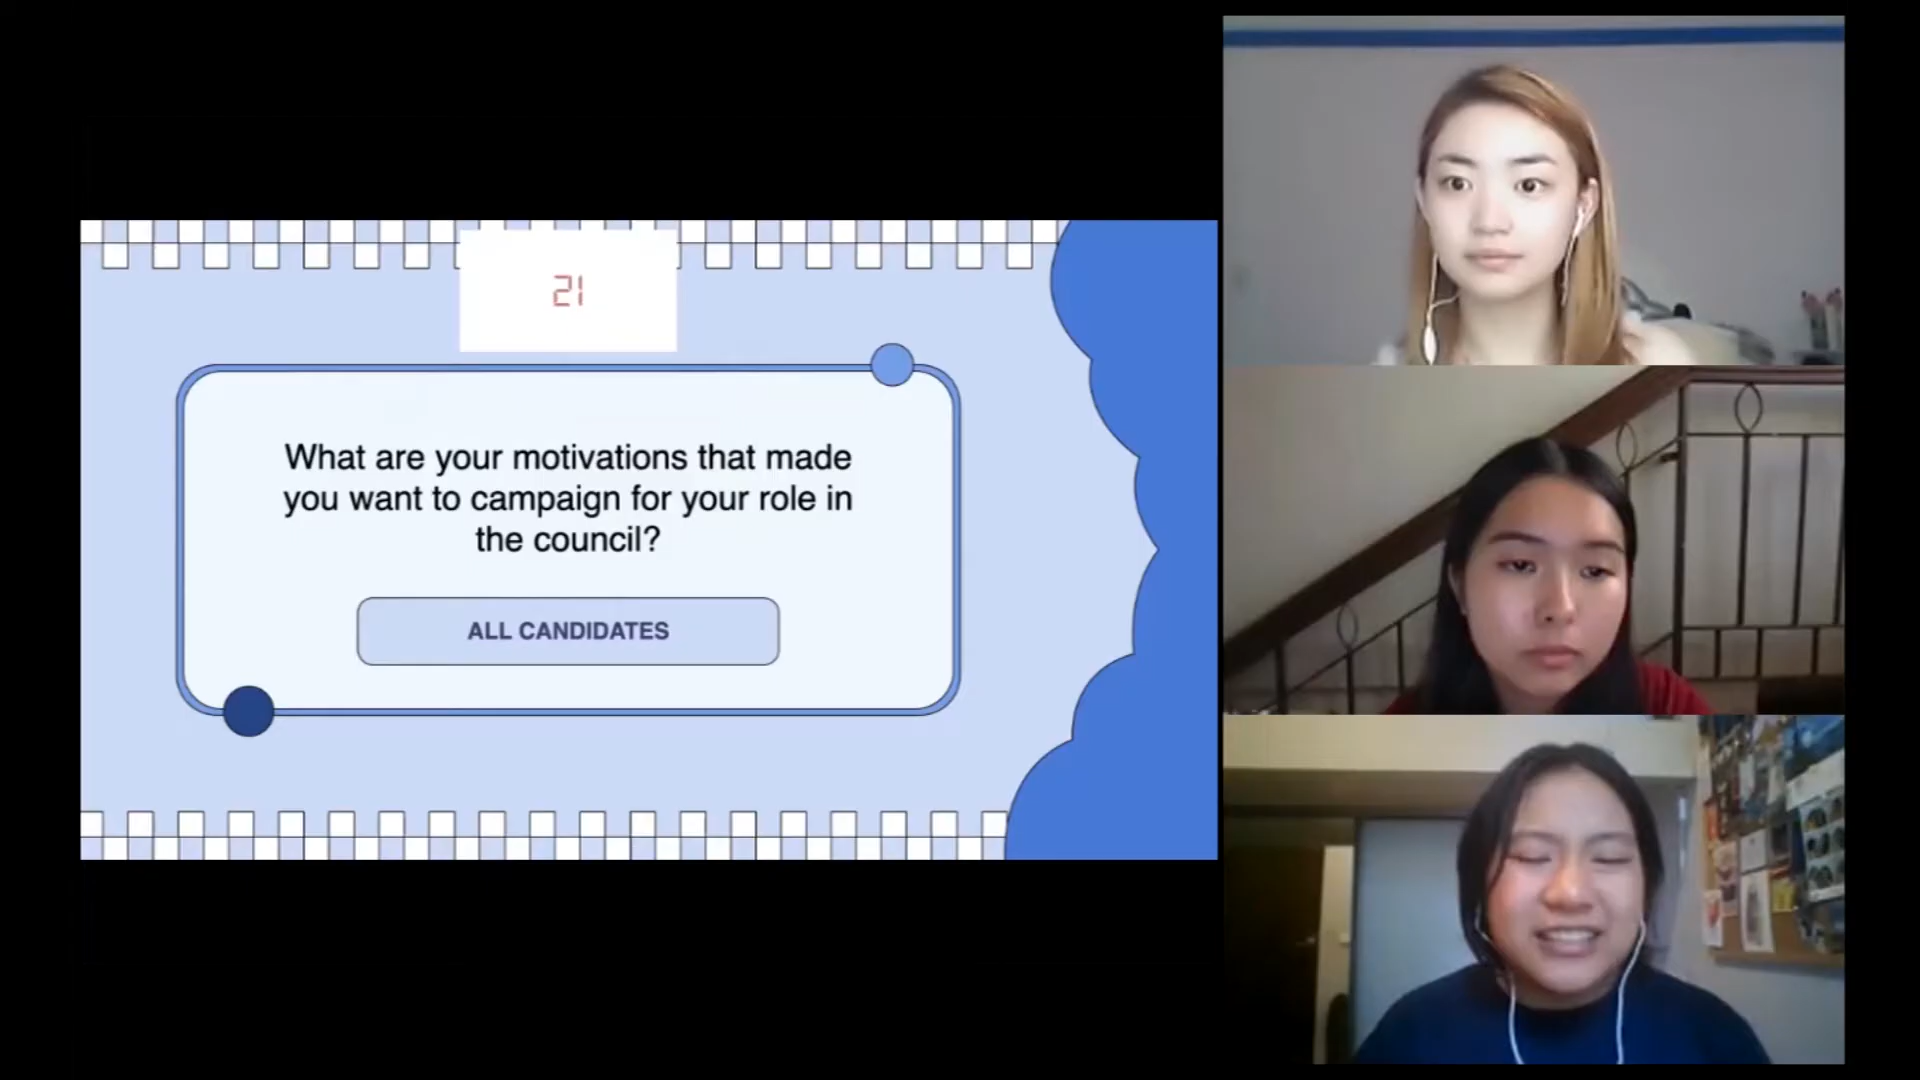 21
What are your motivations that made
you want to campaign for your role in
the council?
ALL CANDIDATES